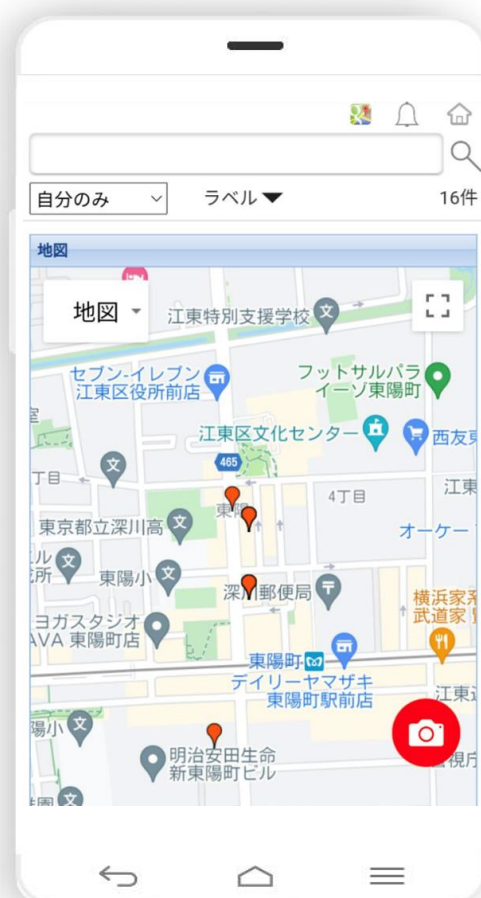 自分のみ
ラベル▼
16件
地図
地図
江東特別支援学校
セブン-イレブン
江東区役所前店
フットサルパラ
イーゾ東陽町
江東区文化センター
西友東
465
丁目
4丁目
江東
東陽
東京都立深川高
オーケー
東陽小
深川郵便局
横浜家系
武道家
ヨガスタジオ
AVA 東陽町店
東陽町
デイリーヤマザキ
東陽町駅前店
江東
陽小
明治安田生命
新東陽町ビル
視庁